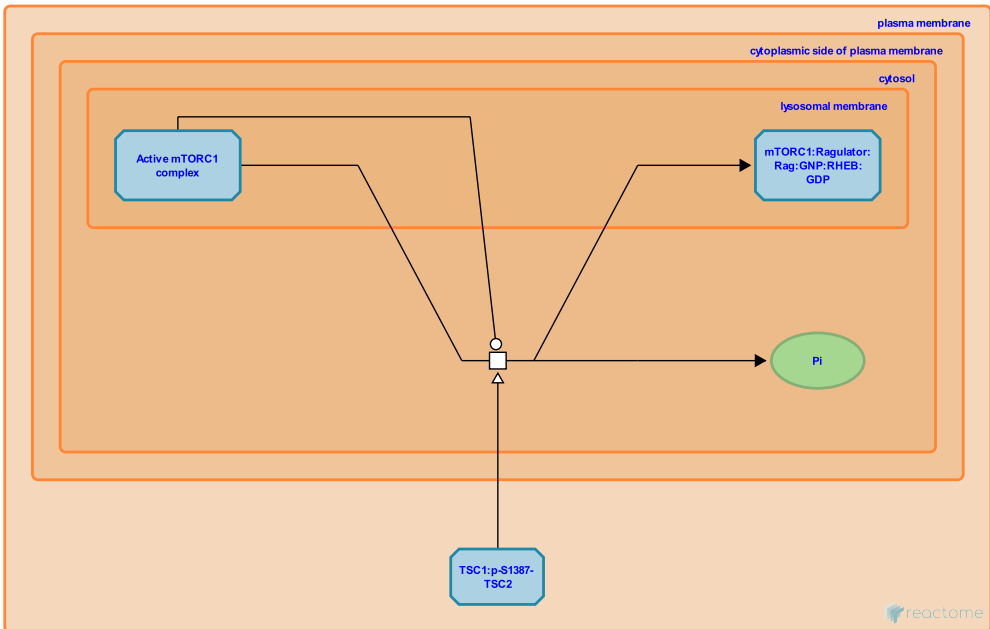 plasma membrane
cytoplasmic side of plasma membrane
cytosol
lysosomal membrane
Active mTORC1
complex
mTORC1:Ragulator:
Rag:GNP:RHEB:
GDP
Pi
TSC1:p-S1387-
TSC2
reactome